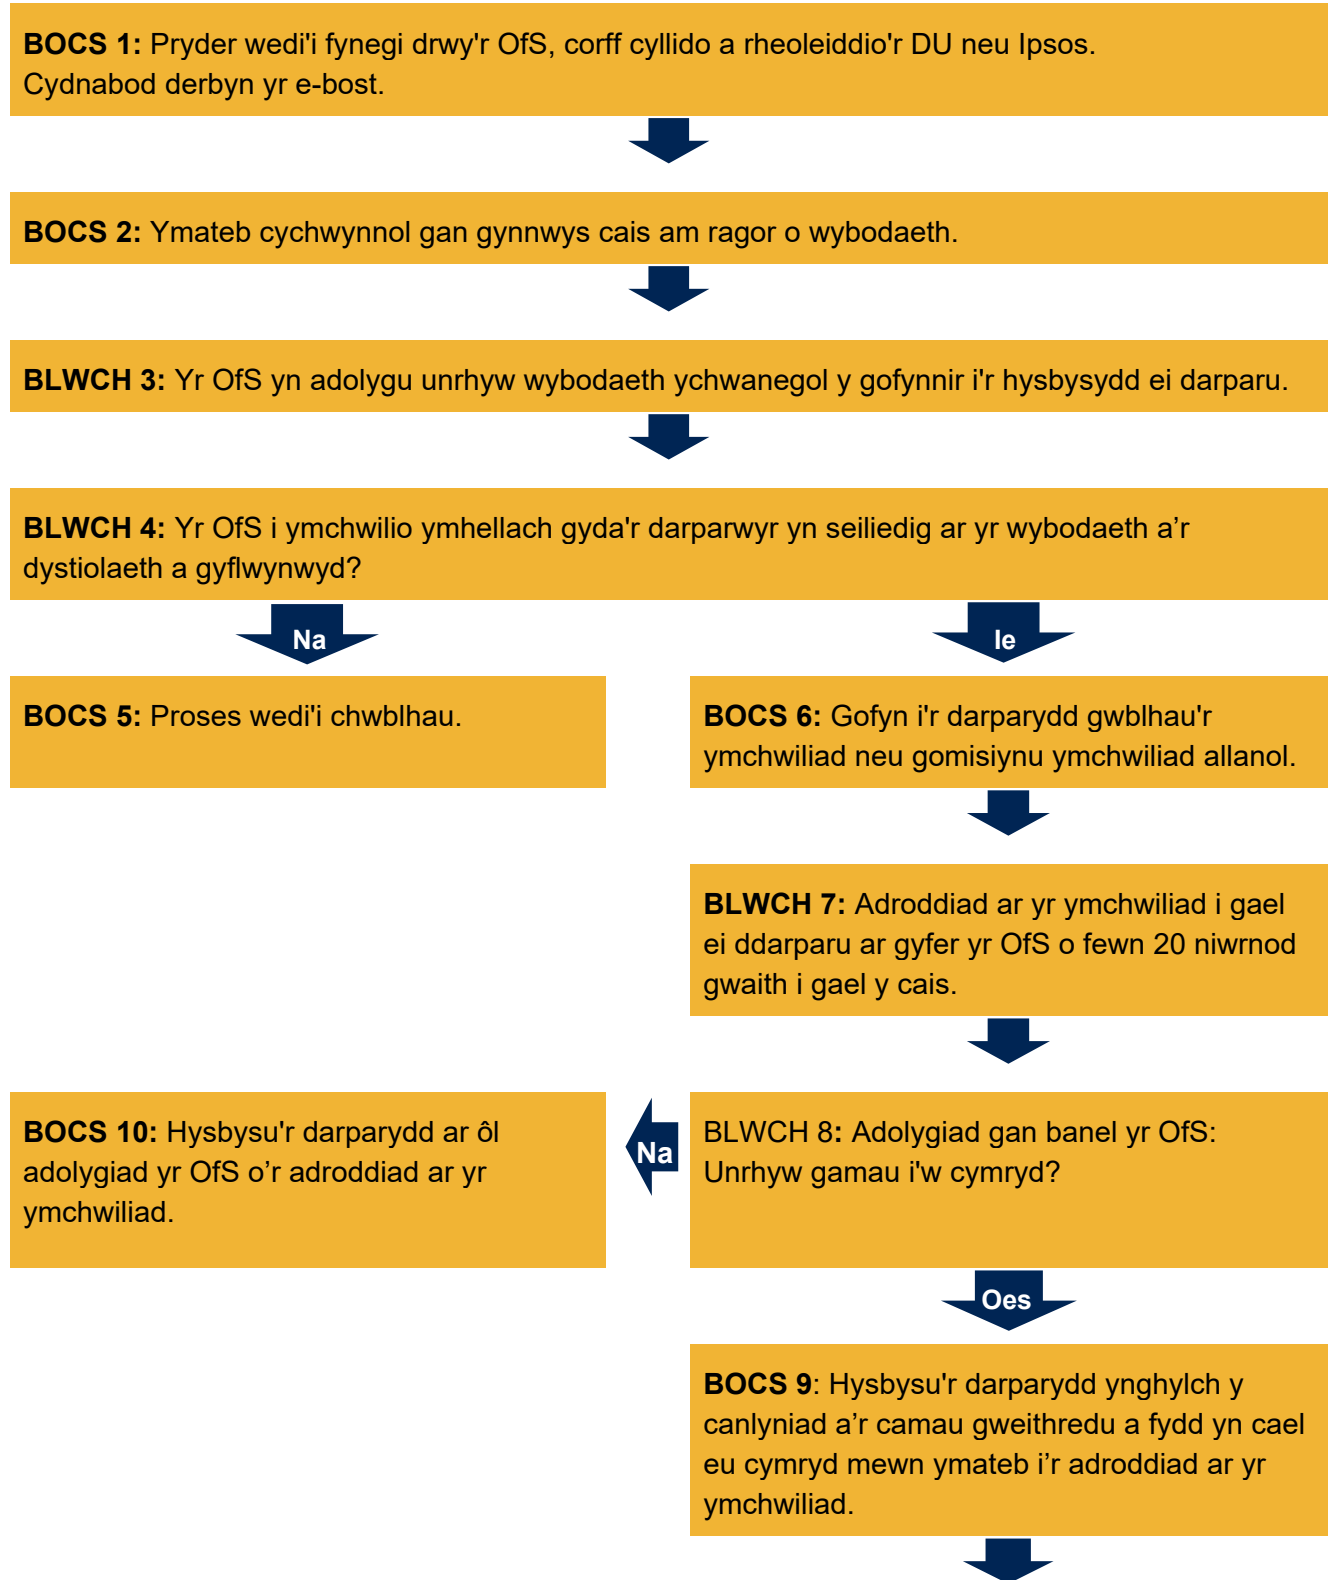 BOCS 1: Pryder wedi'i fynegi drwy'r OfS, corff cyllido a rheoleiddio'r DU neu Ipsos.
Cydnabod derbyn yr e-bost.
BOCS 2: Ymateb cychwynnol gan gynnwys cais am ragor o wybodaeth.
BLWCH 3: Yr OfS yn adolygu unrhyw wybodaeth ychwanegol y gofynnir i'r hysbysydd ei darparu.
BLWCH 4: Yr OfS i ymchwilio ymhellach gyda'r darparwyr yn seiliedig ar yr wybodaeth a’r
dystiolaeth a gyflwynwyd?
Na
Ie
BOCS 5: Proses wedi'i chwblhau.
BOCS 6: Gofyn i'r darparydd gwblhau'r
ymchwiliad neu gomisiynu ymchwiliad allanol.
BLWCH 7: Adroddiad ar yr ymchwiliad i gael
ei ddarparu ar gyfer yr OfS o fewn 20 niwrnod
gwaith i gael y cais.
BLWCH 8: Adolygiad gan banel yr OfS:
Unrhyw gamau i'w cymryd?
Na
BOCS 10: Hysbysu'r darparydd ar ôl
adolygiad yr OfS o’r adroddiad ar yr
ymchwiliad.
Oes
BOCS 9: Hysbysu'r darparydd ynghylch y
canlyniad a’r camau gweithredu a fydd yn cael
eu cymryd mewn ymateb i’r adroddiad ar yr
ymchwiliad.